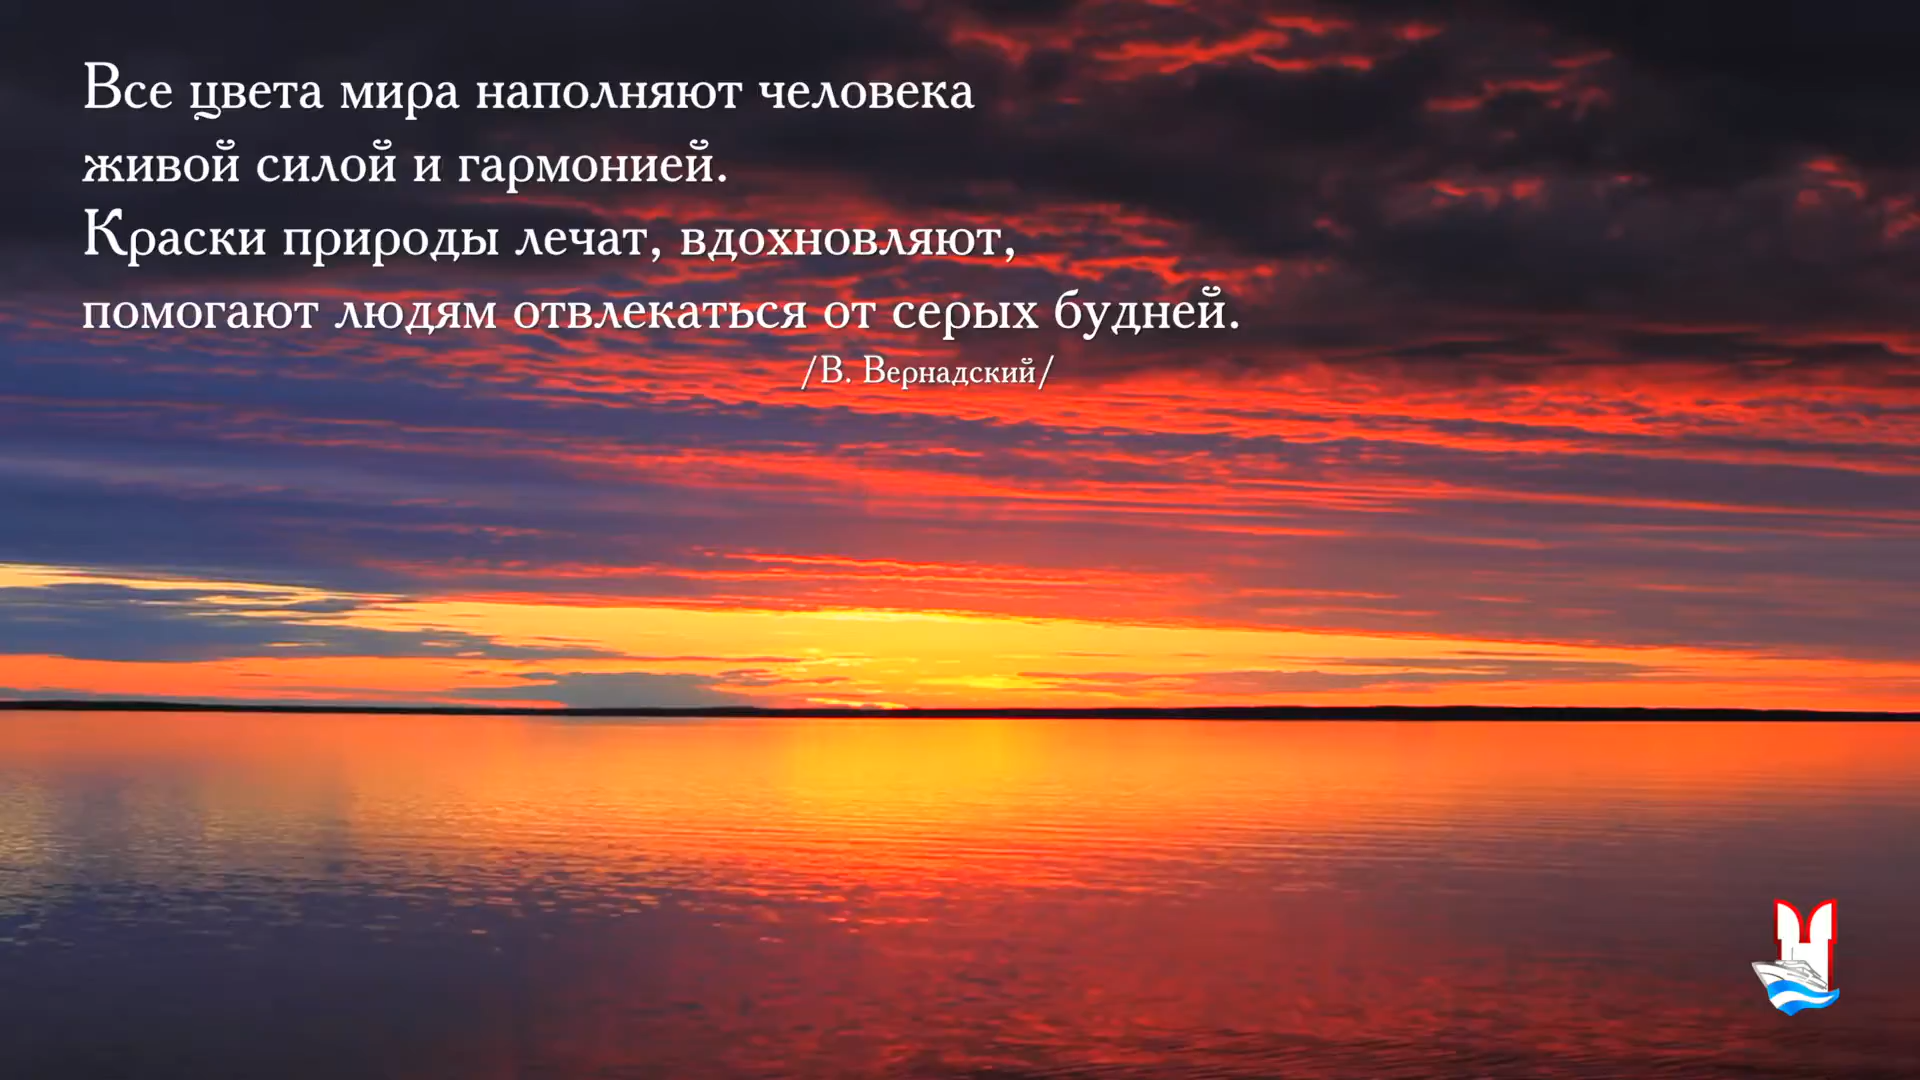 Все цвета мира наполняют человека
живой силой и гармонией.
Краски природы лечат, вдохновляют,
помогают людям отвлекаться от серых будней.
/В. Вернадский/